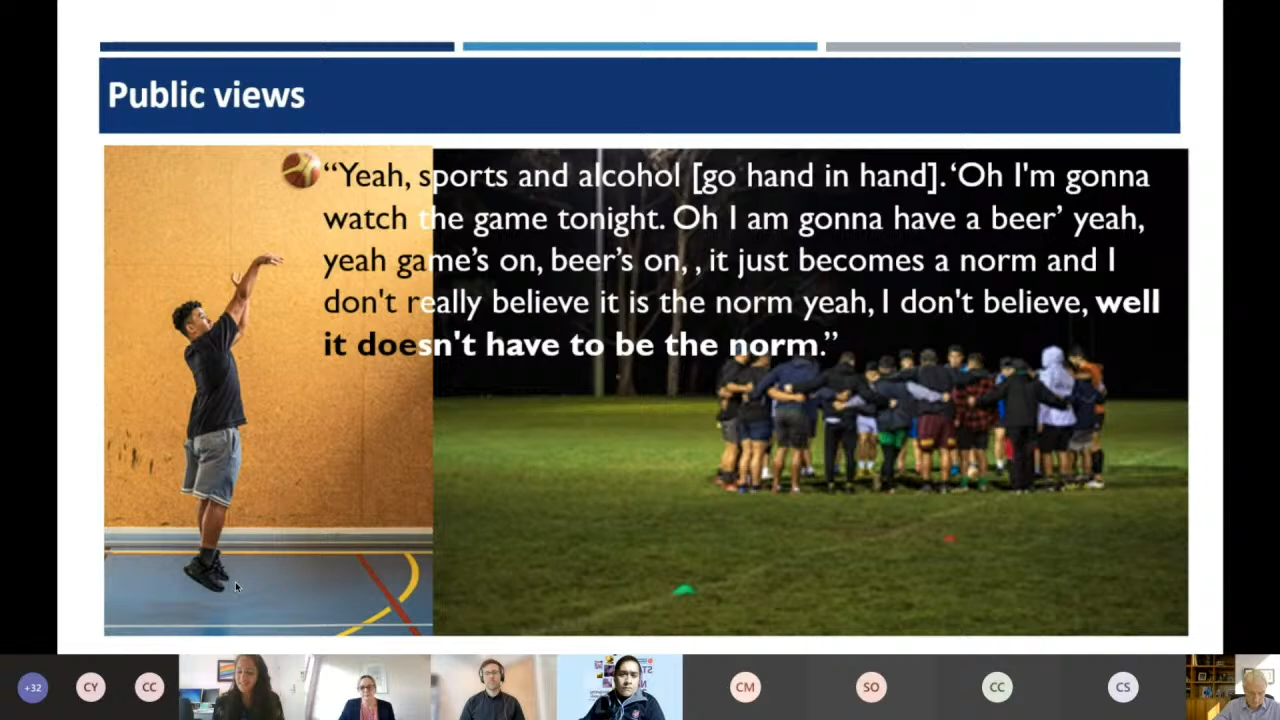 Public views
“Yeah, sports and alcohol [go hand in hand]. ‘Oh I'm gonna
watch the game tonight. Oh I am gonna have a beer’ yeah,
yeah game’s on, beer’s on, , it just becomes a norm and I
don't really believe it is the norm yeah, I don't believe, well
it doesn't have to be the norm.”
+32
CY
CC
CM
SO
CC
CS